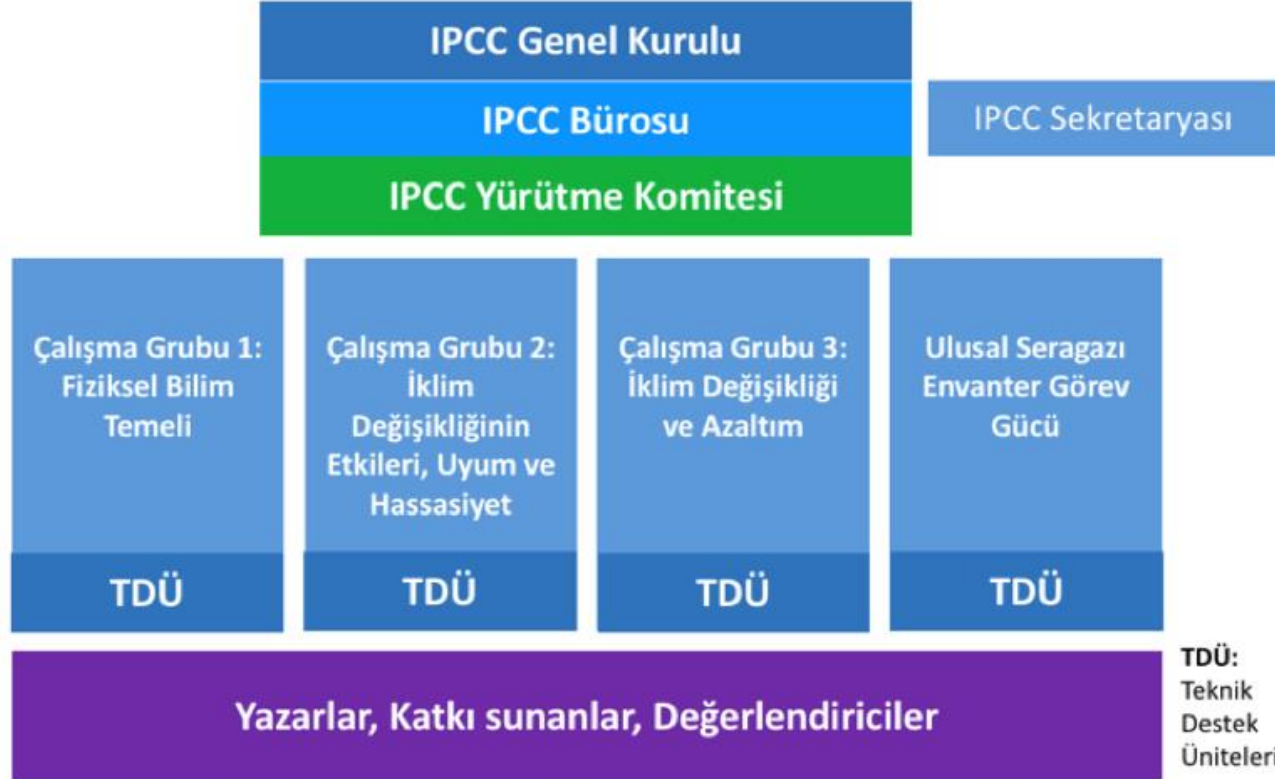 IPCC Genel Kurulu
IPCC Bürosu
IPCC Sekretaryası
IPCC Yürütme Komitesi
Çalışma Grubu 1:
Fiziksel Bilim
Temeli
TDÜ
Çalışma Grubu 2:
İklim
Değişikliğinin
Etkileri, Uyum ve
Hassasiyet
TDÜ
Çalışma Grubu 3:
İklim Değişikliği
ve Azaltım
TDÜ
Ulusal Seragazı
Envanter Görev
Gücü
TDÜ
Yazarlar, Katkı sunanlar, Değerlendiriciler
TDÜ:
Teknik
Destek
Üniteleri